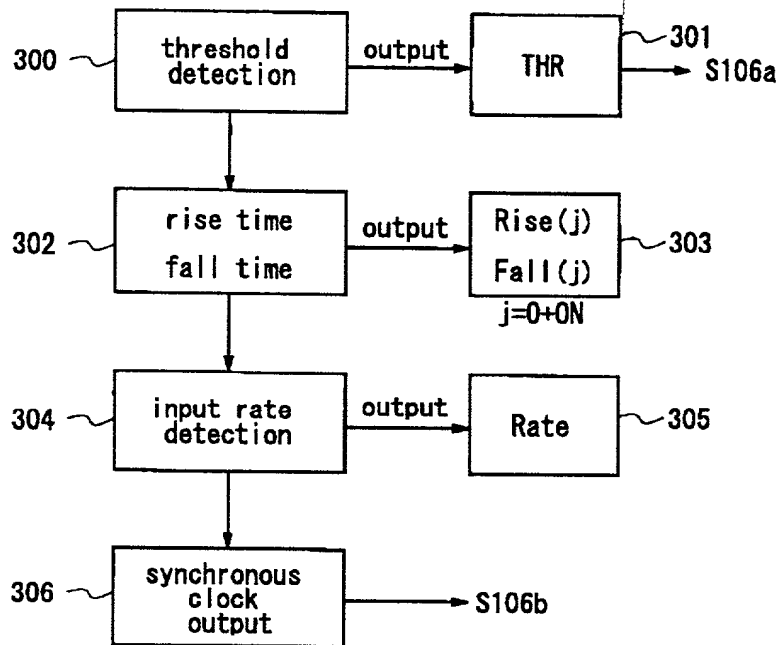 300
threshold
detection
output
THR
301
S106a
302
rise time
fall time
output
Rise(j)
Fall(j)
303
j=0+ON
304
input rate
detection
output
Rate
305
306
synchronous
clock
output
S106b